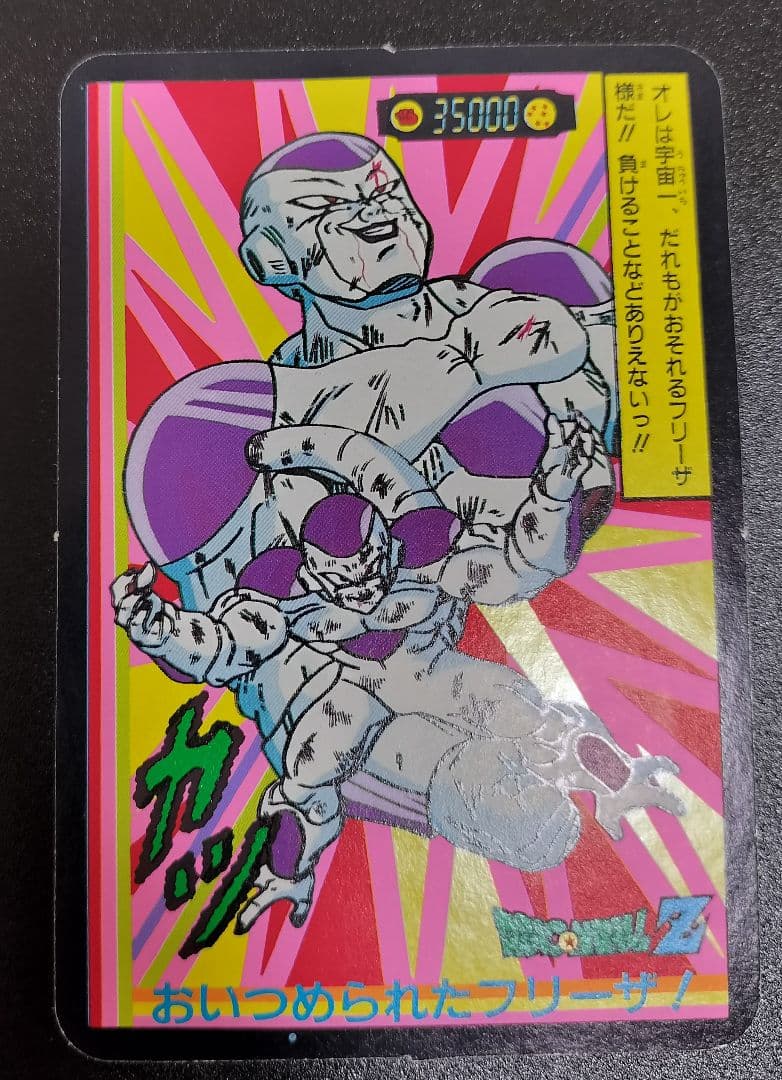 35000
オレは宇宙一、だれもがおそれるフリーザ
様だ!! 負けることなどありえないっ!!
カッ
DRAGONBALL Z
おいつめられたフリーザ!